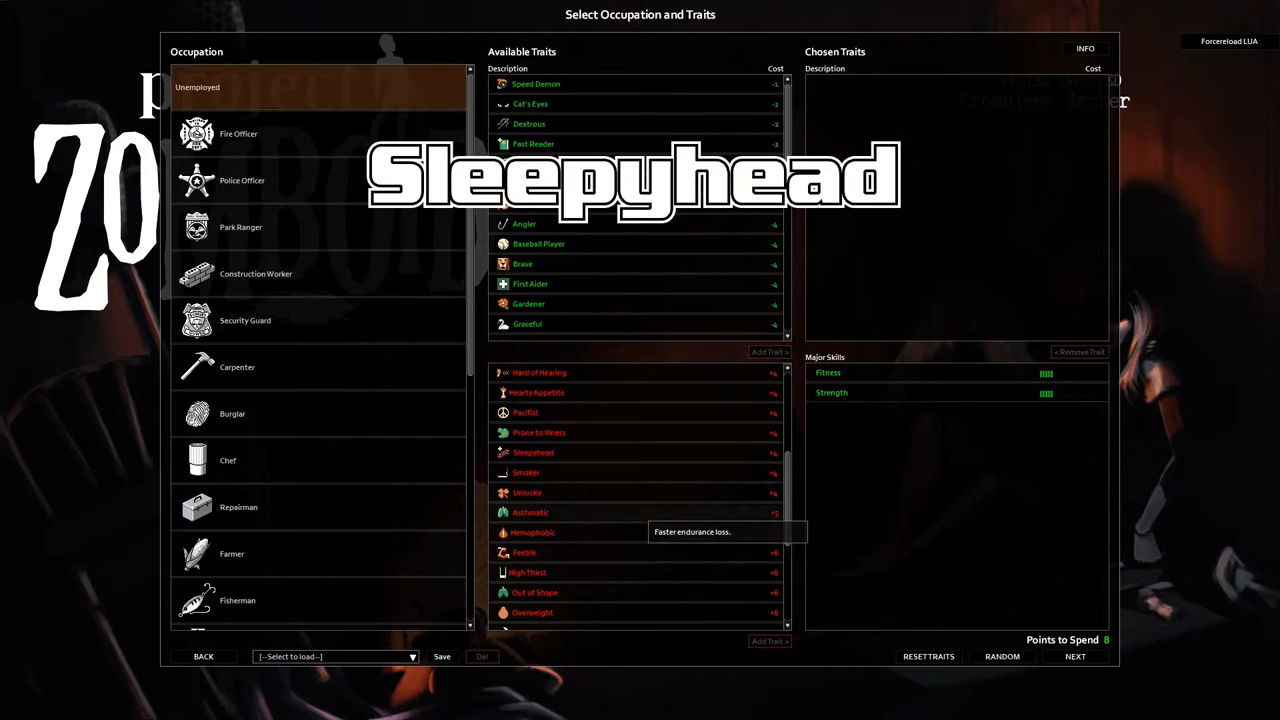 Select Occupation and Traits
Forcereload LUA
Occupation
Available Traits
Chosen Traits
INFO
Description Cost
Description Cost
Unemployed
Fire Officer
Police Officer
Park Ranger
Construction Worker
Security Guard
Carpenter
Burglar
Chef
Repairman
Farmer
Fisherman
Speed Demon -1
Cat's Eyes -2
Dextrous -2
Fast Reader -2
Sleepyhead
Angler -4
Baseball Player -4
Brave -4
First Aider -4
Gardener -4
Graceful -4
Add Trait >
< Remove Trait
Hard of Hearing +4
Hearty Appetite +4
Pacifist +4
Prone to Illness +4
Sleepyhead +4
Smoker +4
Unlucky +4
Asthmatic +5
Hemophobic
Faster endurance loss.
Feeble +6
High Thirst +6
Out of Shape +6
Overweight +6
Add Trait >
Major Skills
Fitness
Strength
Points to Spend 8
BACK
[--Select to load--]
Save
Del
RESET TRAITS
RANDOM
NEXT
project
ZO